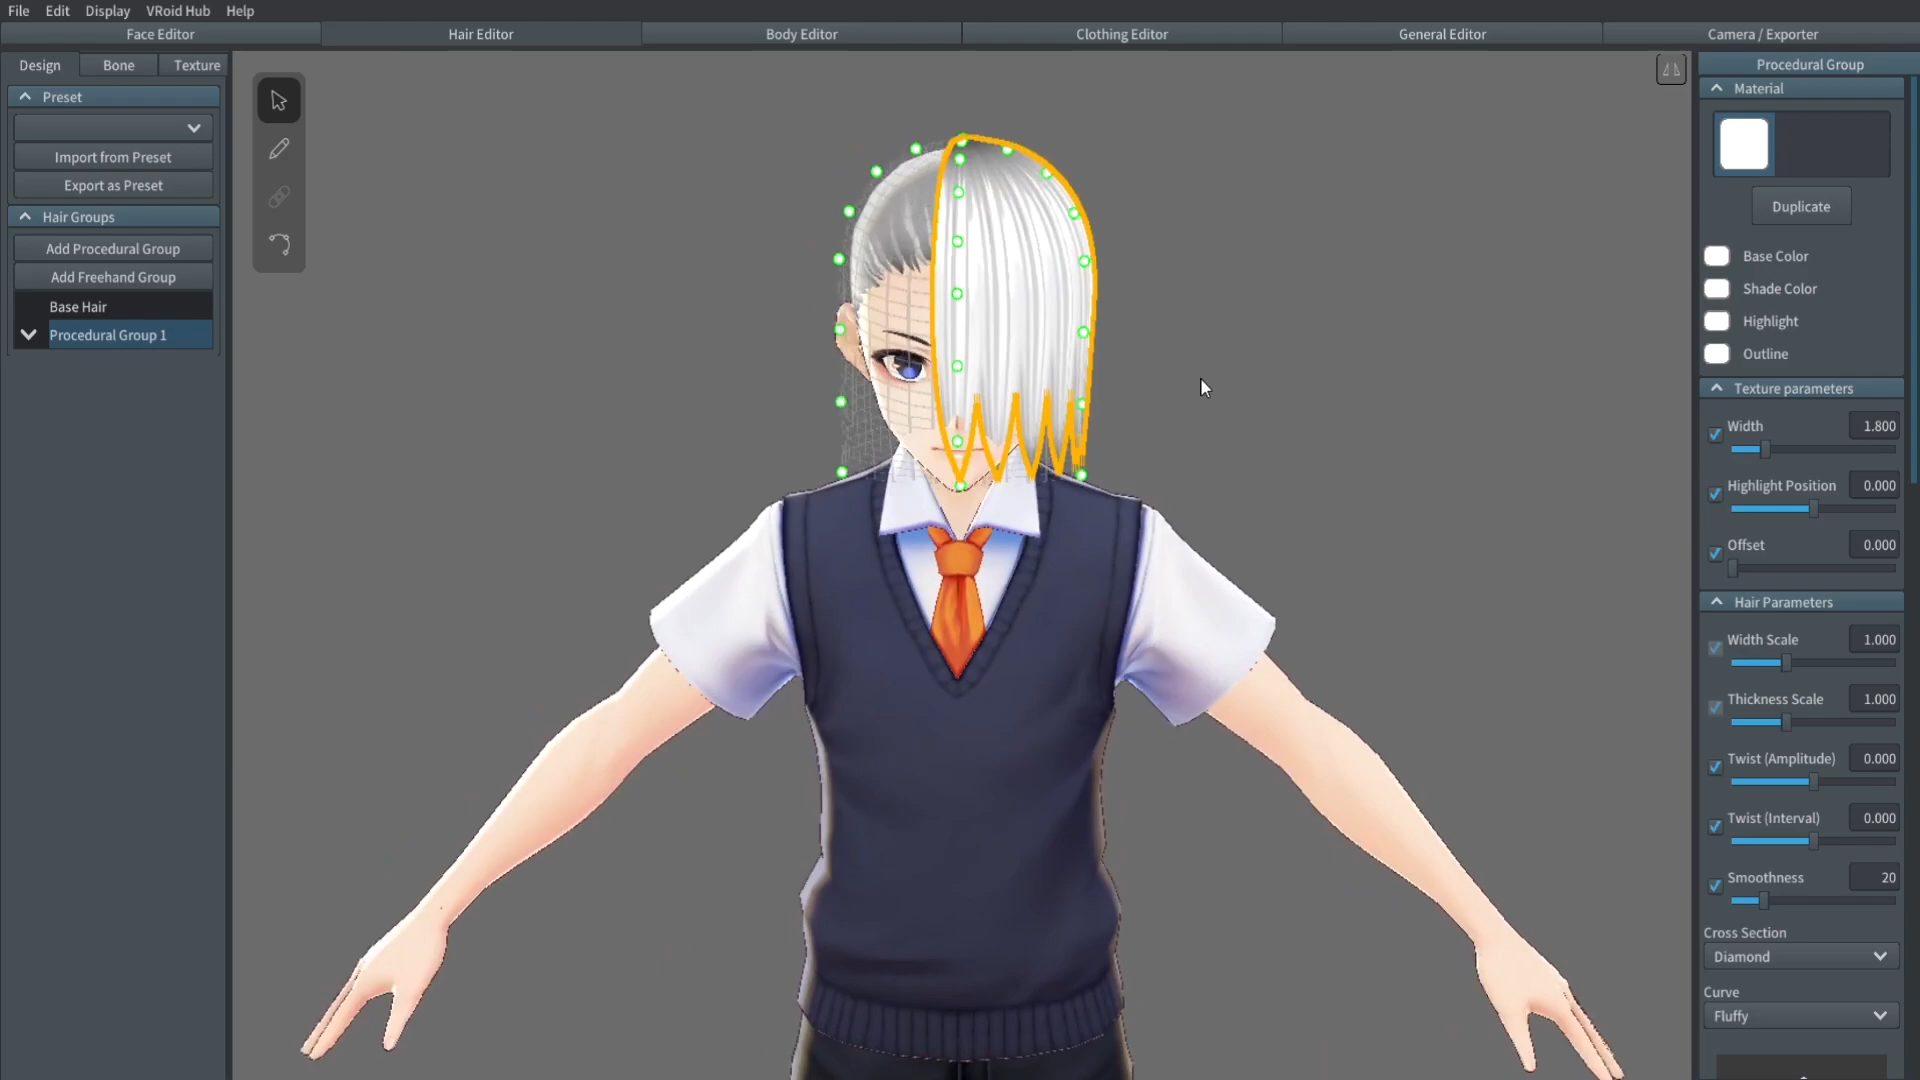 File Edit Display VRoid Hub Help
Face Editor Hair Editor Body Editor Clothing Editor General Editor Camera / Exporter
Design Bone Texture
Preset
Import from Preset
Export as Preset
Hair Groups
Add Procedural Group
Add Freehand Group
Base Hair
Procedural Group 1
Procedural Group
Material
Duplicate
Base Color
Shade Color
Highlight
Outline
Texture parameters
Width 1.800
Highlight Position 0.000
Offset 0.000
Hair Parameters
Width Scale 1.000
Thickness Scale 1.000
Twist (Amplitude) 0.000
Twist (Interval) 0.000
Smoothness 20
Cross Section
Diamond
Curve
Fluffy